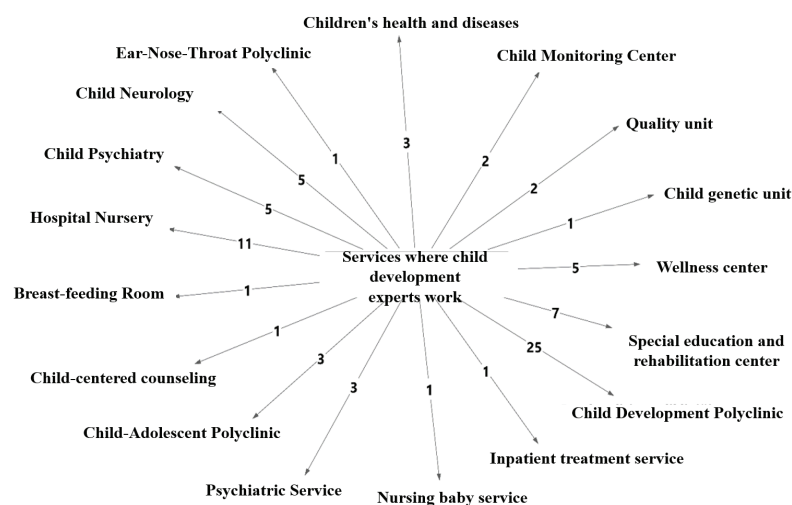 Children's health and diseases
Ear-Nose-Throat Polyclinic
Child Monitoring Center
Child Neurology
Quality unit
3
1
2
Child Psychiatry
5
2
Child genetic unit
Hospital Nursery
5
1
11
Services where child
development
experts work
5
Wellness center
Breast-feeding Room
1
7
1
25
Special education and
rehabilitation center
Child-centered counseling
3
3
1
1
Child Development Polyclinic
Child-Adolescent Polyclinic
Inpatient treatment service
Psychiatric Service
Nursing baby service